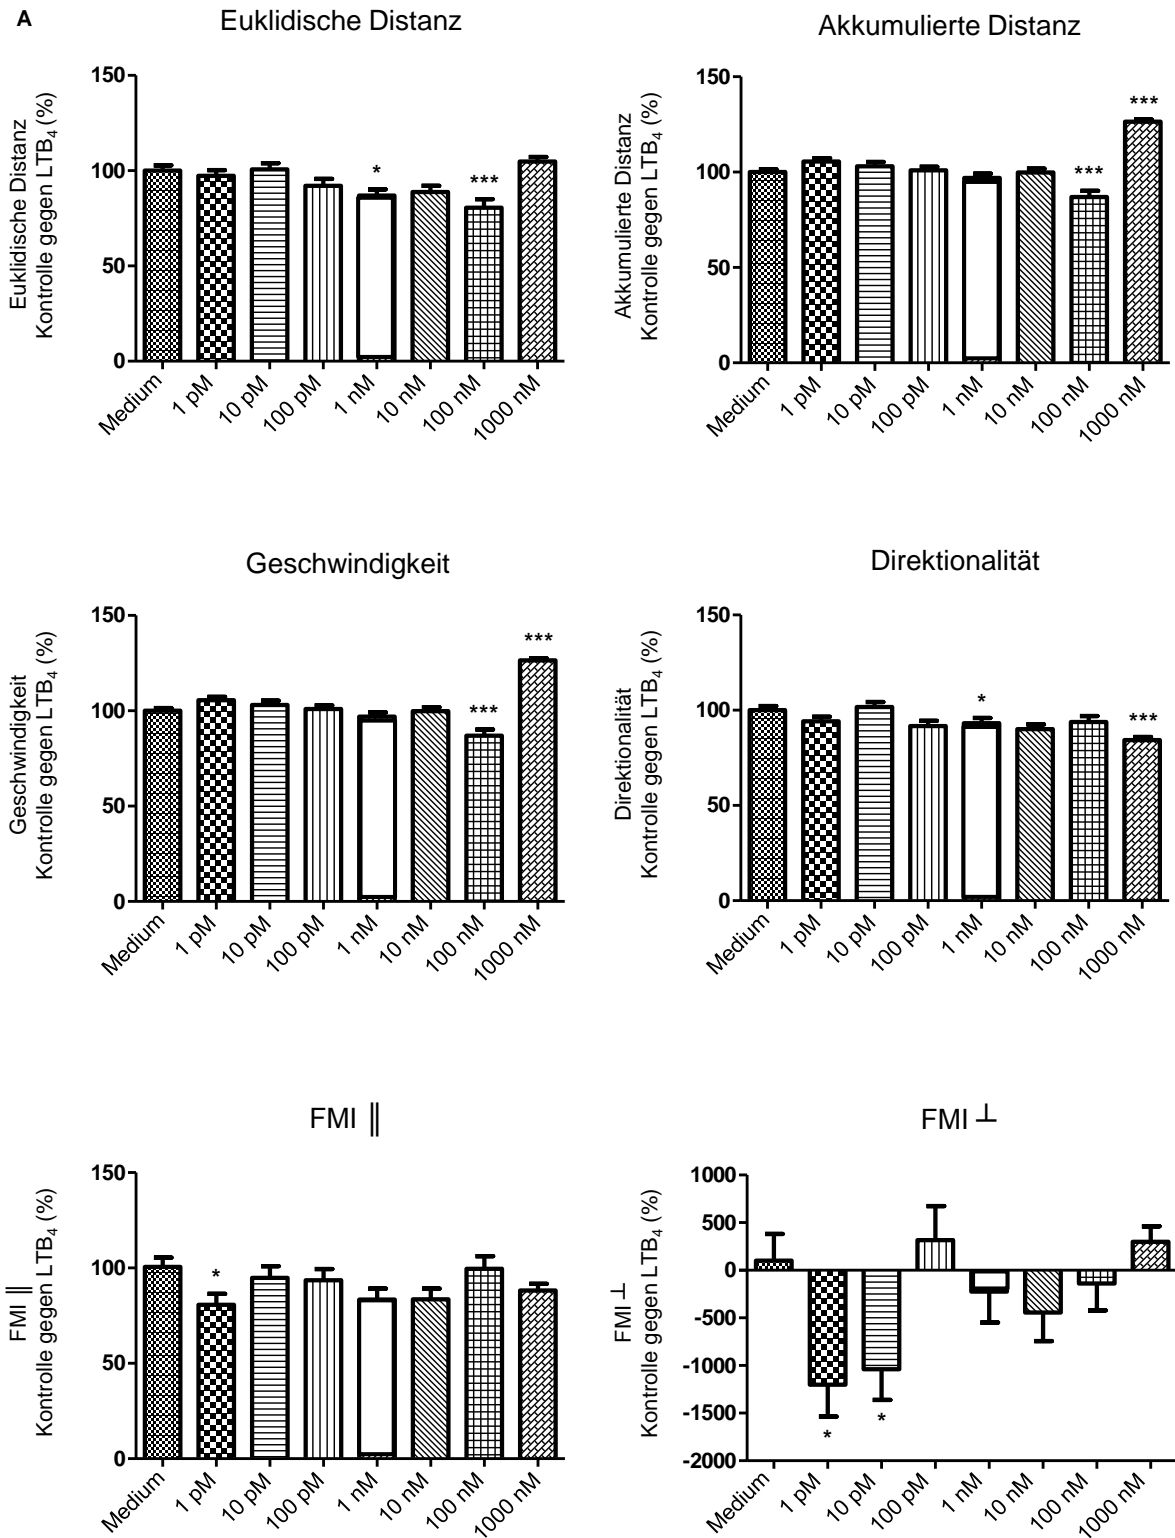 A
Euklidische Distanz
Euklidische Distanz
Kontrolle gegen LTB4 (%)
150
100
50
0
*
***
Medium
1 pM
10 pM
100 pM
1 nM
10 nM
100 nM
1000 nM
Akkumulierte Distanz
Akkumulierte Distanz
Kontrolle gegen LTB4 (%)
150
100
50
0
***
***
Medium
1 pM
10 pM
100 pM
1 nM
10 nM
100 nM
1000 nM
Geschwindigkeit
Geschwindigkeit
Kontrolle gegen LTB4 (%)
150
100
50
0
***
***
Medium
1 pM
10 pM
100 pM
1 nM
10 nM
100 nM
1000 nM
Direktionalität
Direktionalität
Kontrolle gegen LTB4 (%)
150
100
50
0
*
***
Medium
1 pM
10 pM
100 pM
1 nM
10 nM
100 nM
1000 nM
FMI ∥
FMI ∥
Kontrolle gegen LTB4 (%)
150
100
50
0
*
Medium
1 pM
10 pM
100 pM
1 nM
10 nM
100 nM
1000 nM
FMI ⊥
FMI ⊥
Kontrolle gegen LTB4 (%)
1000
500
0
-500
-1000
-1500
-2000
*
*
Medium
1 pM
10 pM
100 pM
1 nM
10 nM
100 nM
1000 nM